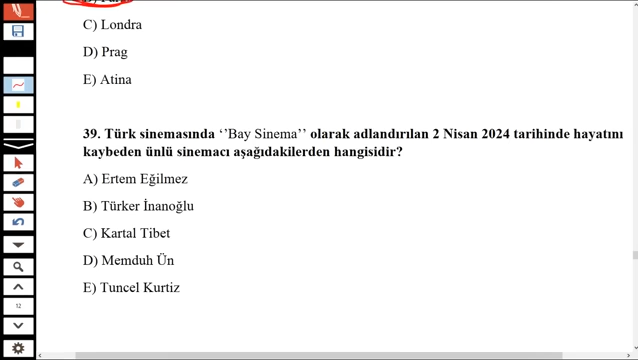 C) Londra
D) Prag
E) Atina
39. Türk sinemasında ‘’Bay Sinema’’ olarak adlandırılan 2 Nisan 2024 tarihinde hayatını
kaybeden ünlü sinemacı aşağıdakilerden hangisidir?
A) Ertem Eğilmez
B) Türker İnanoğlu
C) Kartal Tibet
D) Memduh Ün
E) Tuncel Kurtiz
12